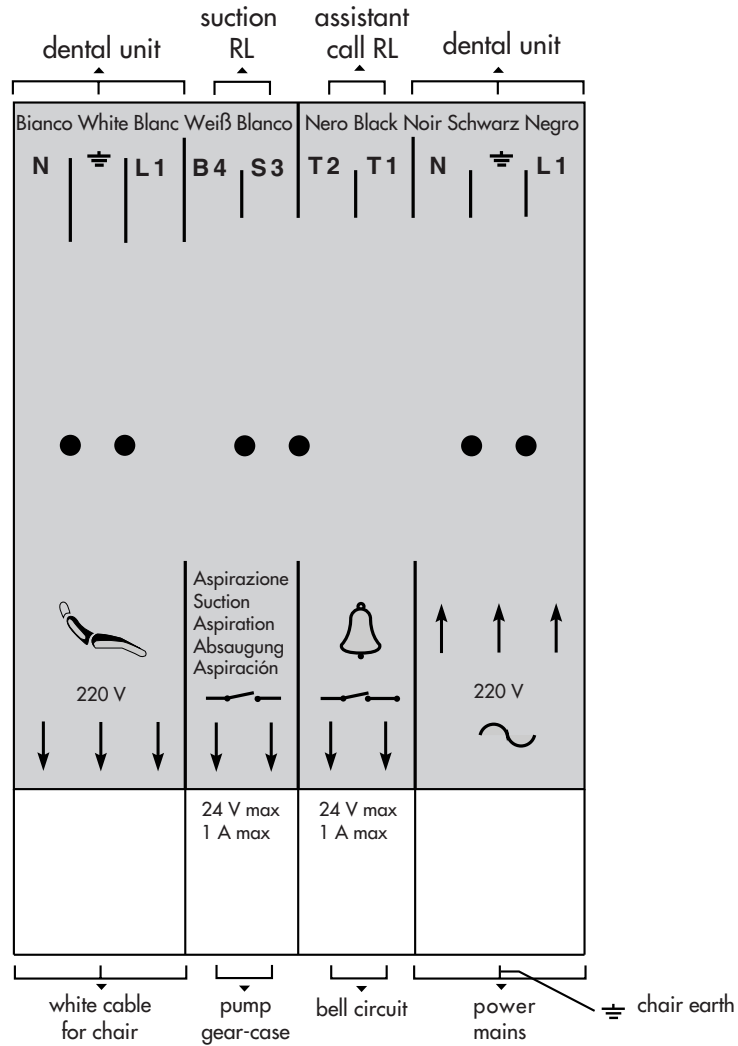 suction
RL
assistant
call RL
dental unit
dental unit
Bianco White Blanc Weiß Blanco
Nero Black Noir Schwarz Negro
N
L1
B4
S3
T2
T1
N
L1
Aspirazione
Suction
Aspiration
Absaugung
Aspiración
220 V
220 V
24 V max
1 A max
24 V max
1 A max
white cable
for chair
pump
gear-case
bell circuit
power
mains
chair earth